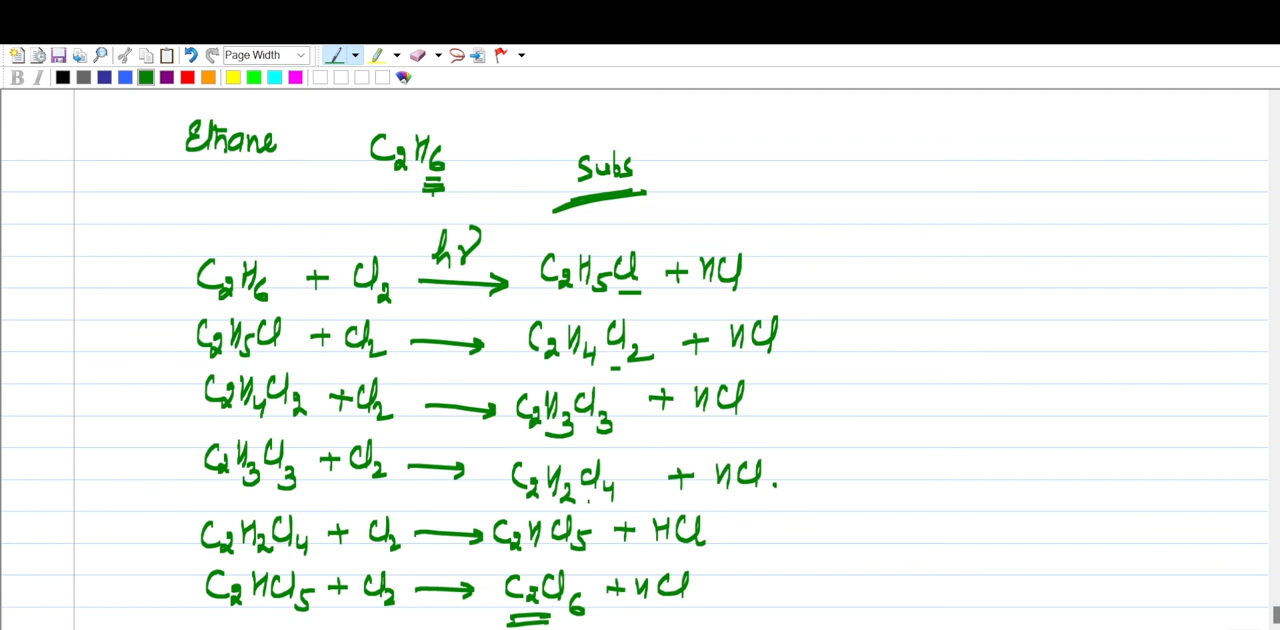 Page Width
B I
Ethane C₂H₆ Subs
C₂H₆ + Cl₂ hν→ C₂H₅Cl + HCl
C₂H₅Cl + Cl₂ → C₂H₄Cl₂ + HCl
C₂H₄Cl₂ + Cl₂ → C₂H₃Cl₃ + HCl
C₂H₃Cl₃ + Cl₂ → C₂H₂Cl₄ + HCl.
C₂H₂Cl₄ + Cl₂ → C₂HCl₅ + HCl
C₂HCl₅ + Cl₂ → C₂Cl₆ + HCl